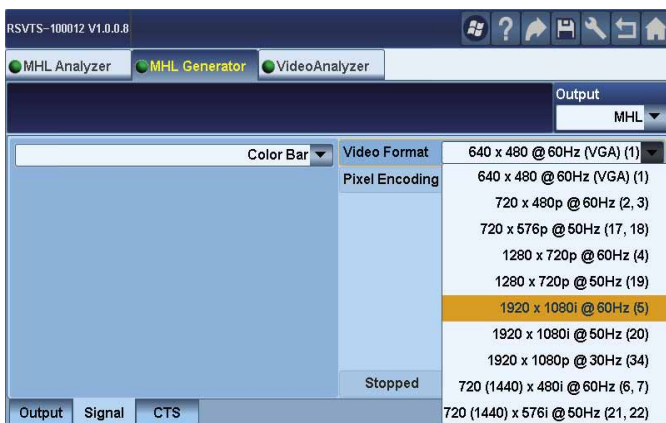 RSVTS-100012 V1.0.0.8
MHL Analyzer
MHL Generator
VideoAnalyzer
Output
MHL
Color Bar
Video Format
640 x 480 @60Hz (VGA) (1)
Pixel Encoding
640 x 480 @60Hz (VGA) (1)
720 x 480p @60Hz (2, 3)
720 x 576p @50Hz (17, 18)
1280 x 720p @60Hz (4)
1280 x 720p @50Hz (19)
1920 x 1080i @60Hz (5)
1920 x 1080i @50Hz (20)
1920 x 1080p @30Hz (34)
720 (1440) x 480i @60Hz (6, 7)
720 (1440) x 576i @50Hz (21, 22)
Stopped
Output
Signal
CTS